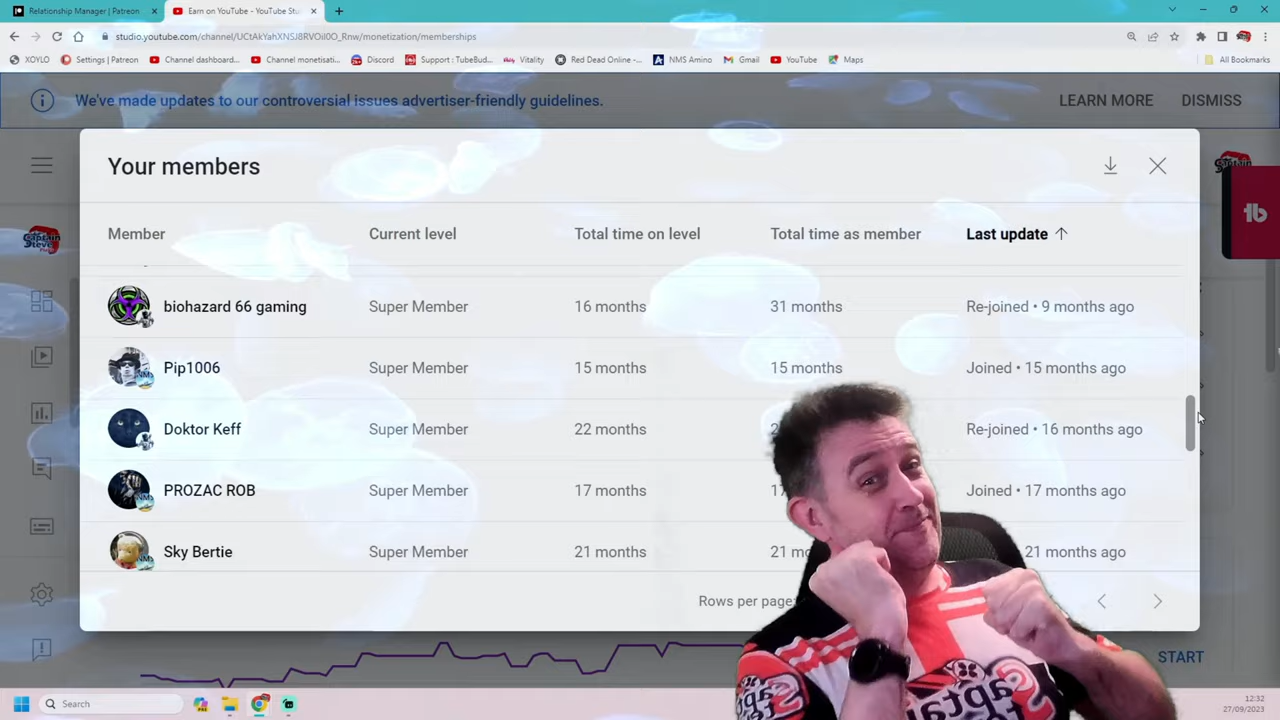 Relationship Manager | Patreon
Earn on YouTube - YouTube Stu
studio.youtube.com/channel/UCtAkYahXNSJ8RVOil0O_Rnw/monetization/memberships
XOYLO
Settings | Patreon
Channel dashboard...
Channel monetisati...
Discord
Support : TubeBud...
Vitality
Red Dead Online -...
NMS Amino
Gmail
YouTube
Maps
All Bookmarks
We've made updates to our controversial issues advertiser-friendly guidelines.
LEARN MORE
DISMISS
Your members
Member Current level Total time on level Total time as member Last update
biohazard 66 gaming Super Member 16 months 31 months Re-joined • 9 months ago
Pip1006 Super Member 15 months 15 months Joined • 15 months ago
Doktor Keff Super Member 22 months Re-joined • 16 months ago
PROZAC ROB Super Member 17 months Joined • 17 months ago
Sky Bertie Super Member 21 months 21 21 months ago
Rows per page:
START
Search
12:32
27/09/2023